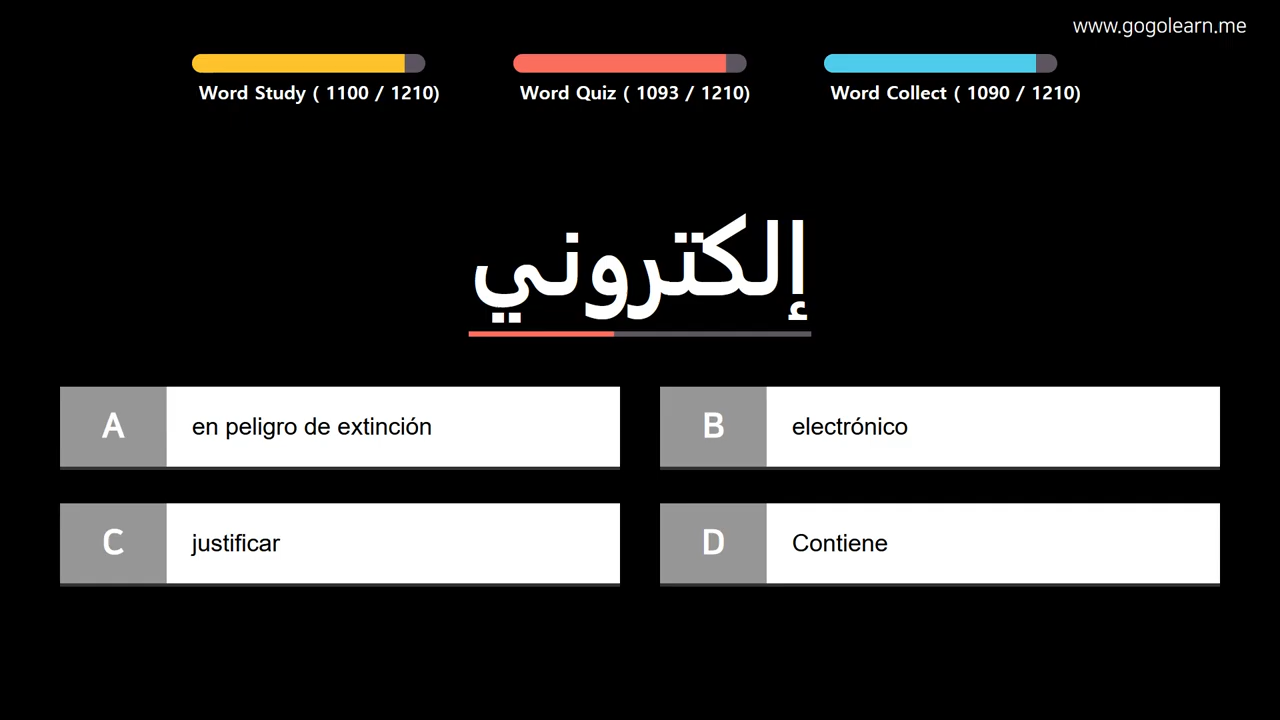 www.gogolearn.me
Word Study ( 1100 / 1210)
Word Quiz ( 1093 / 1210)
Word Collect ( 1090 / 1210)
إلكتروني
A en peligro de extinción
B electrónico
C justificar
D Contiene